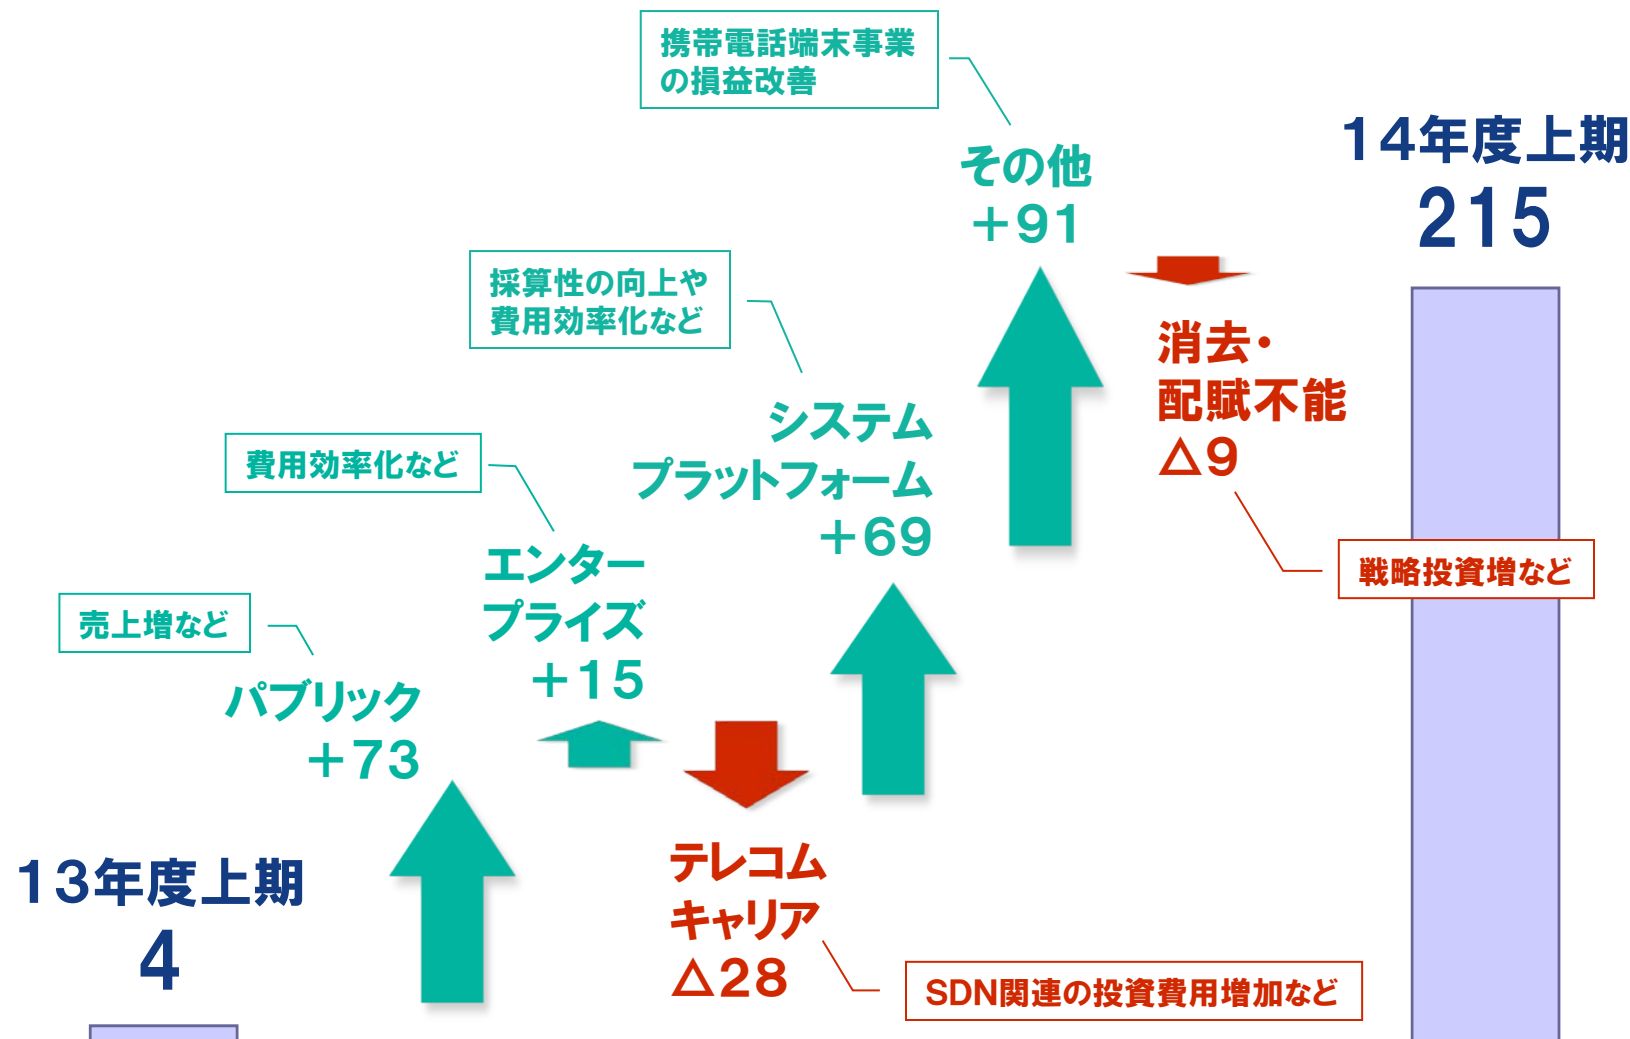 携帯電話端末事業
の損益改善
14年度上期
215
その他
＋91
採算性の向上や
費用効率化など
消去・
配賦不能
△9
システム
プラットフォーム
＋69
費用効率化など
エンター
プライズ
＋15
戦略投資増など
売上増など
パブリック
＋73
13年度上期
4
テレコム
キャリア
△28
SDN関連の投資費用増加など